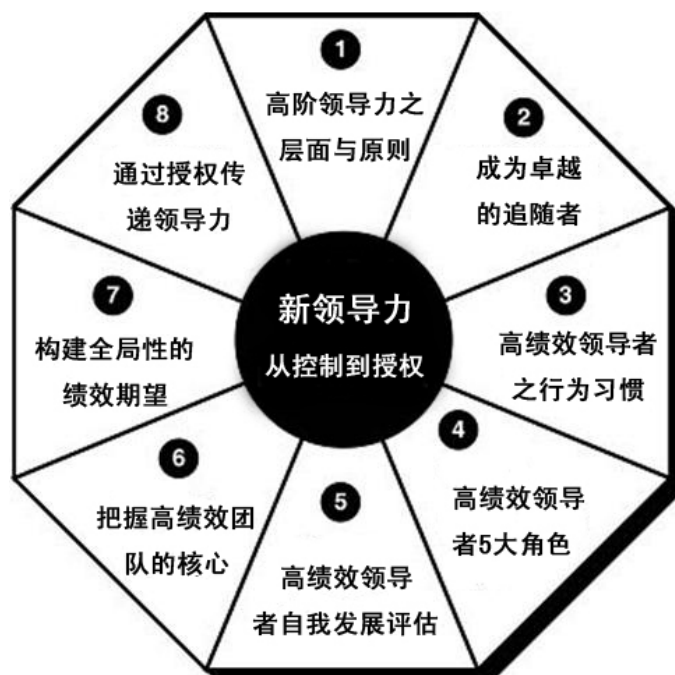 1
高阶领导力之
层面与原则
2
成为卓越
的追随者
3
高绩效领导者
之行为习惯
4
高绩效领导
者5大角色
5
高绩效领导
者自我发展评估
6
把握高绩效团
队的核心
7
构建全局性的
绩效期望
8
通过授权传
递领导力
新领导力
从控制到授权